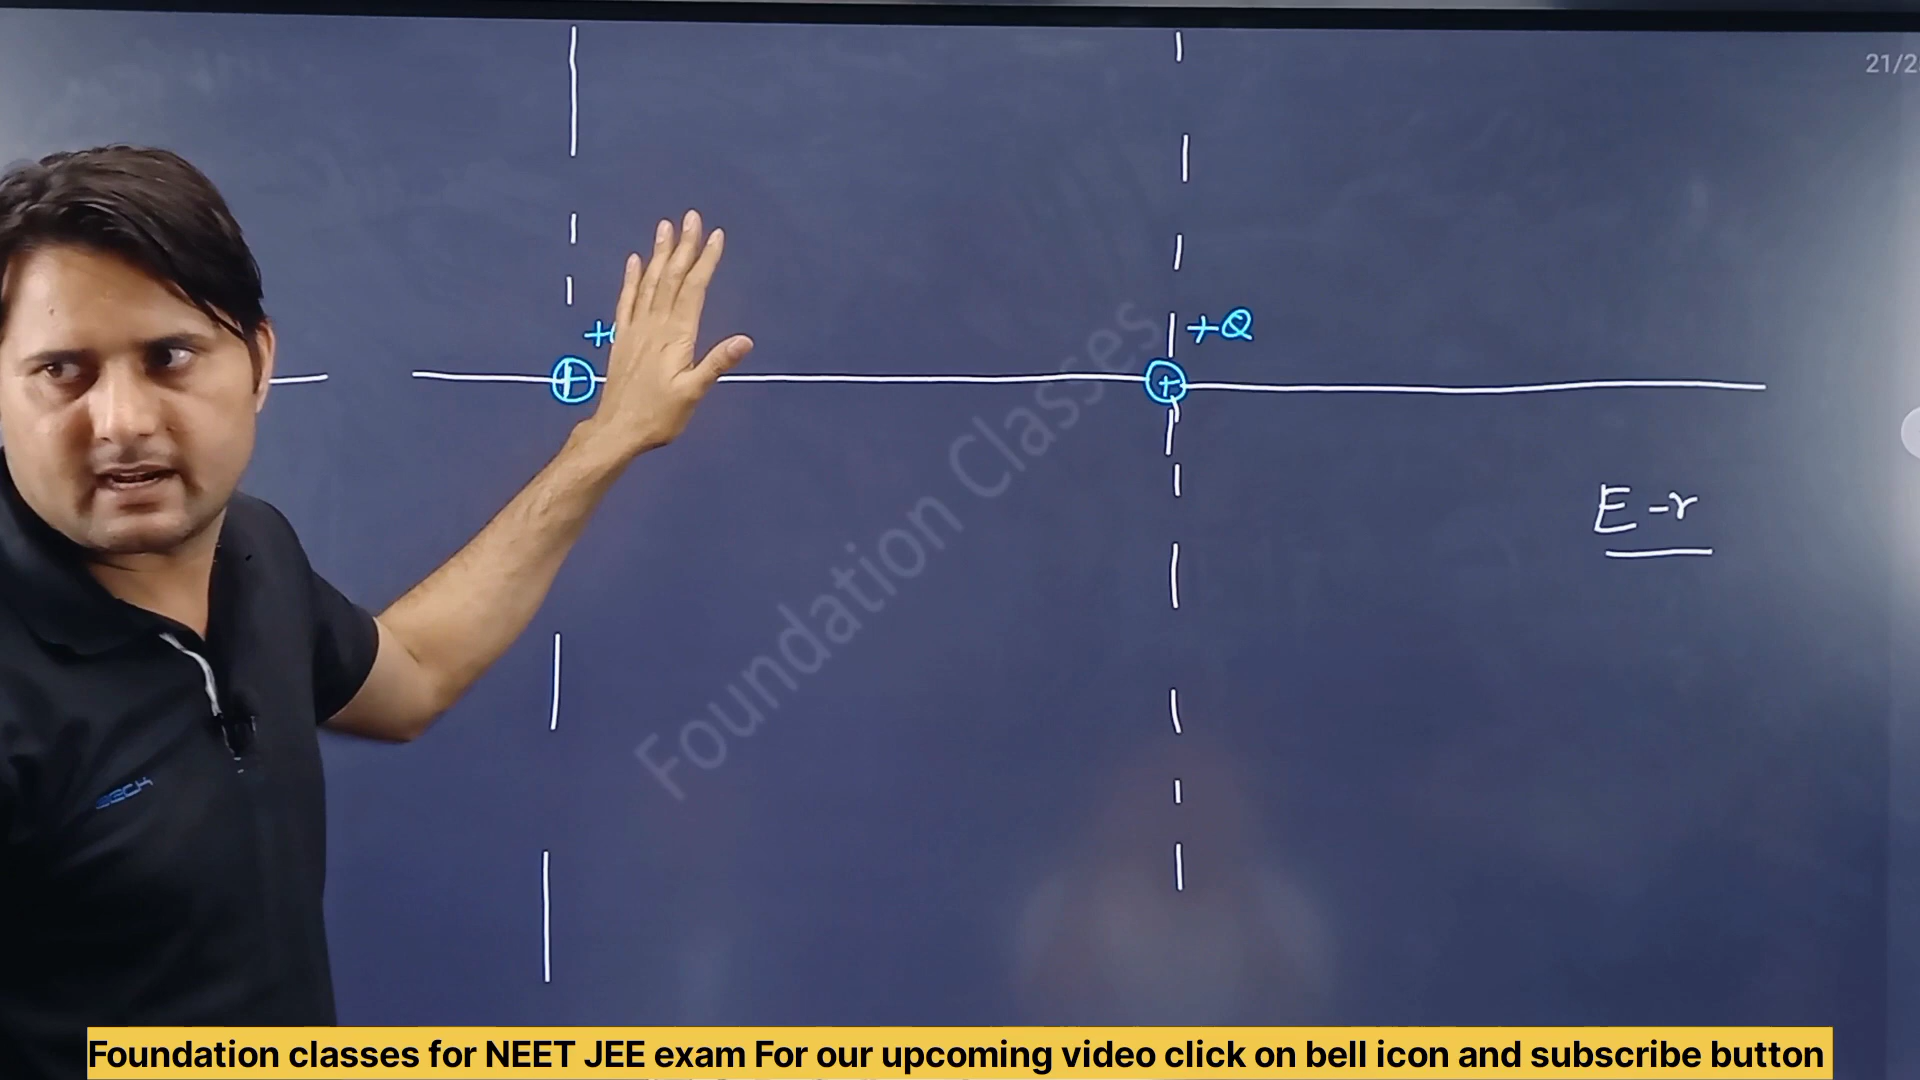 21/2
+Q
+
+
E-r
Foundation Classes
Foundation classes for NEET JEE exam For our upcoming video click on bell icon and subscribe button